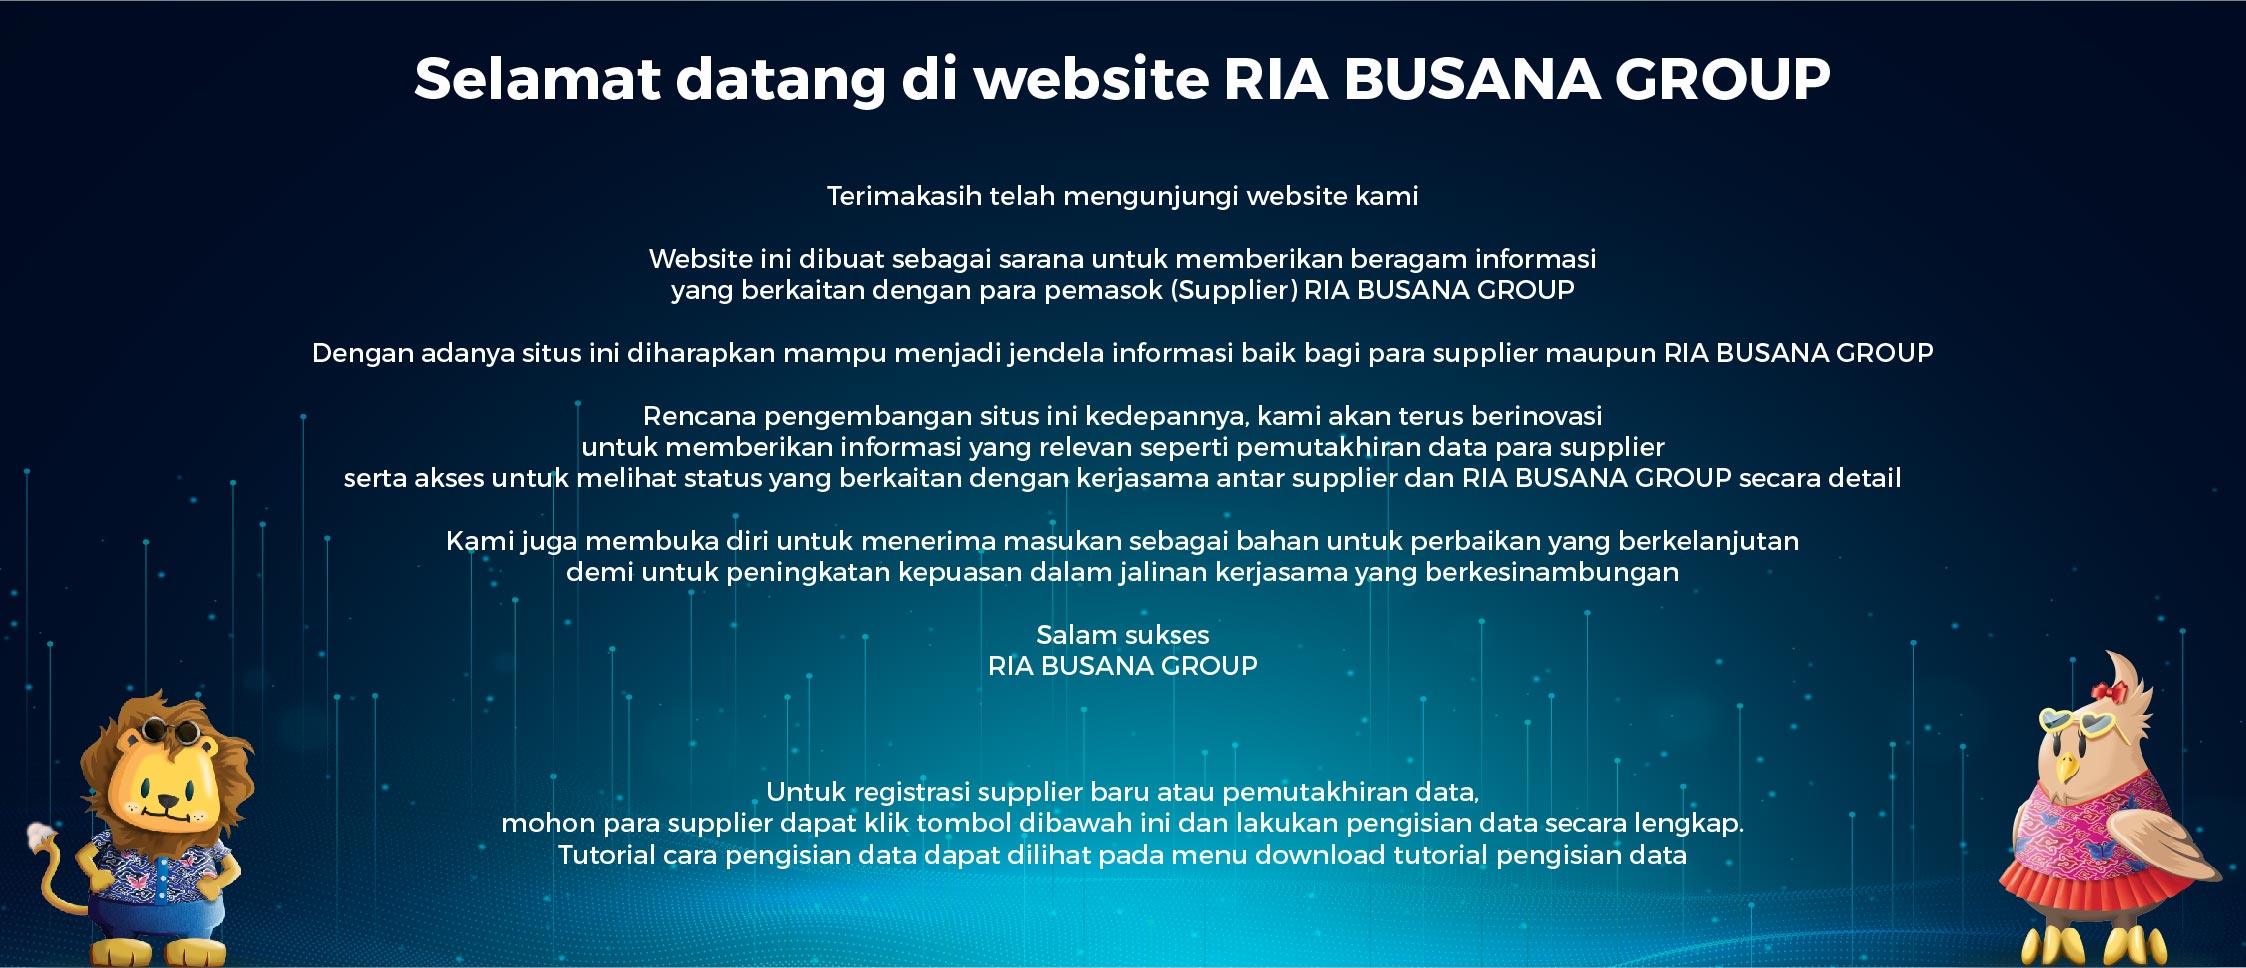 Selamat datang di website RIA BUSANA GROUP
Terimakasih telah mengunjungi website kami
Website ini dibuat sebagai sarana untuk memberikan beragam informasi
yang berkaitan dengan para pemasok (Supplier) RIA BUSANA GROUP
Dengan adanya situs ini diharapkan mampu menjadi jendela informasi baik bagi para supplier maupun RIA BUSANA GROUP
Rencana pengembangan situs ini kedepannya, kami akan terus berinovasi
untuk memberikan informasi yang relevan seperti pemutakhiran data para supplier
serta akses untuk melihat status yang berkaitan dengan kerjasama antar supplier dan RIA BUSANA GROUP secara detail
Kami juga membuka diri untuk menerima masukan sebagai bahan untuk perbaikan yang berkelanjutan
demi untuk peningkatan kepuasan dalam jalinan kerjasama yang berkesinambungan
Salam sukses
RIA BUSANA GROUP
Untuk registrasi supplier baru atau pemutakhiran data,
mohon para supplier dapat klik tombol dibawah ini dan lakukan pengisian data secara lengkap.
Tutorial cara pengisian data dapat dilihat pada menu download tutorial pengisian data